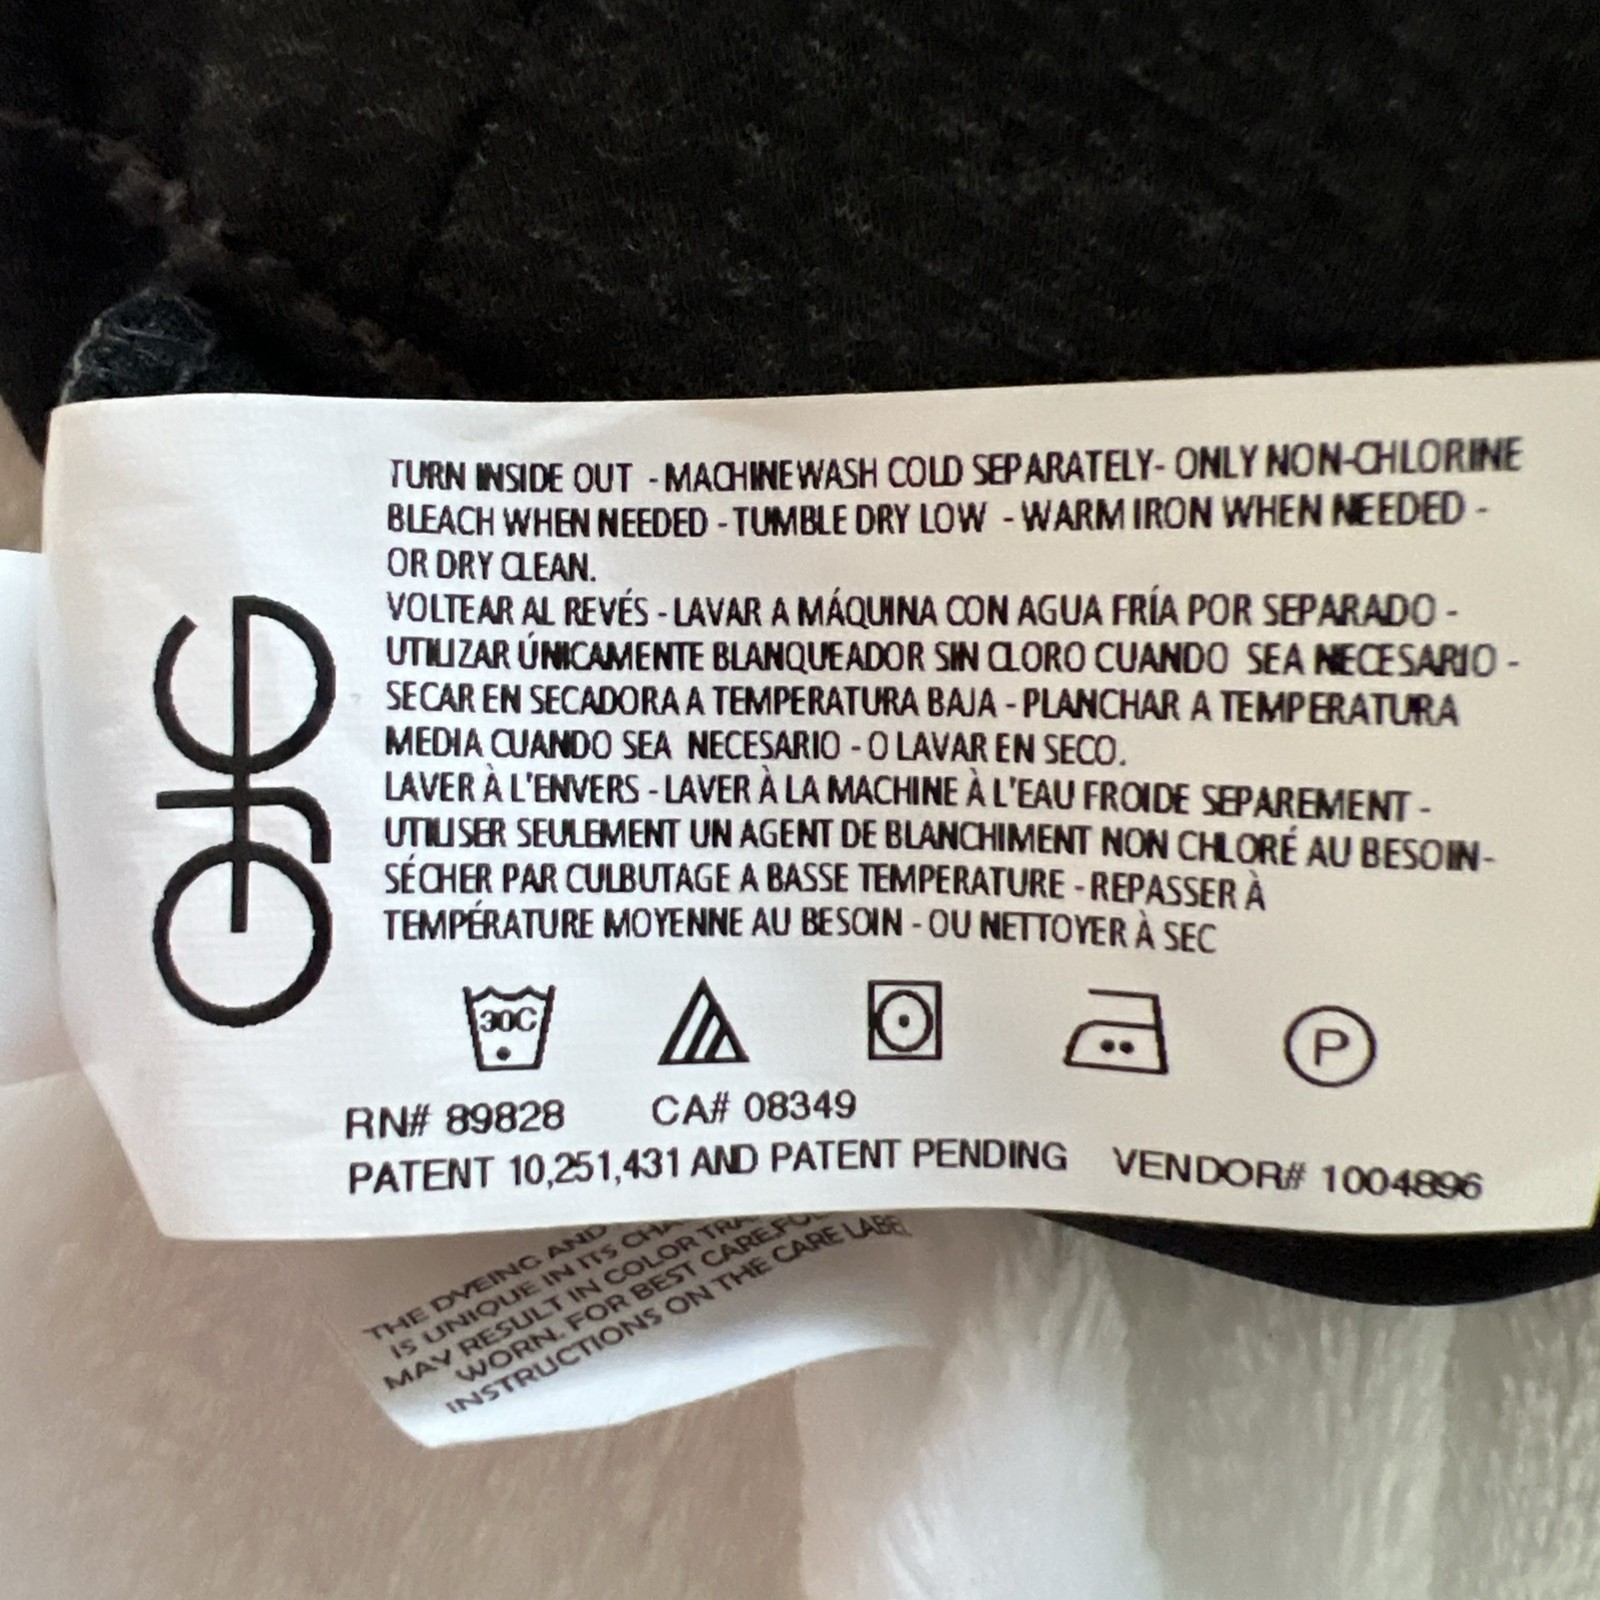 TURN INSIDE OUT - MACHINE WASH COLD SEPARATELY- ONLY NON-CHLORINE
BLEACH WHEN NEEDED - TUMBLE DRY LOW - WARM IRON WHEN NEEDED -
OR DRY CLEAN.
VOLTEAR AL REVÉS - LAVAR A MÁQUINA CON AGUA FRÍA POR SEPARADO -
UTILIZAR ÚNICAMENTE BLANQUEADOR SIN CLORO CUANDO SEA NECESARIO -
SECAR EN SECADORA A TEMPERATURA BAJA - PLANCHAR A TEMPERATURA
MEDIA CUANDO SEA NECESARIO - O LAVAR EN SECO.
LAVER À L'ENVERS - LAVER À LA MACHINE À L'EAU FROIDE SEPAREMENT -
UTILISER SEULEMENT UN AGENT DE BLANCHIMENT NON CHLORÉ AU BESOIN-
SÉCHER PAR CULBUTAGE A BASSE TEMPERATURE - REPASSER À
TEMPÉRATURE MOYENNE AU BESOIN - OU NETTOYER À SEC
30C
P
RN# 89828 CA# 08349
PATENT 10,251,431 AND PATENT PENDING VENDOR# 1004896
THE DYEING AND
IS UNIQUE IN ITS
MAY RESULT IN COLOR
WORN. FOR BEST CARE,
INSTRUCTIONS ON THE CARE LABEL